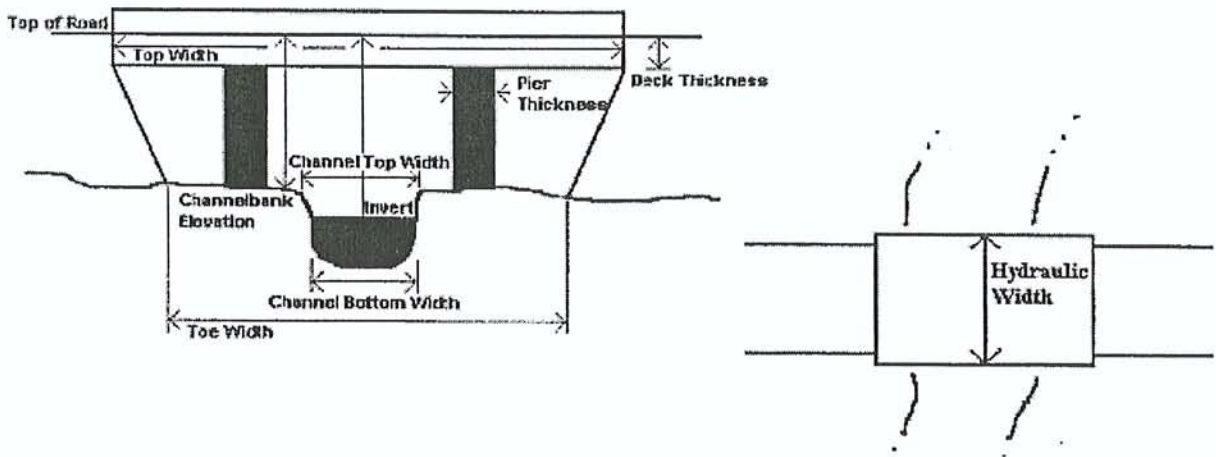 Top of Road
Top Width
Deck Thickness
Pier
Thickness
Channel Top Width
Channelbank
Elevation
Invert
Channel Bottom Width
Toe Width
Hydraulic
Width